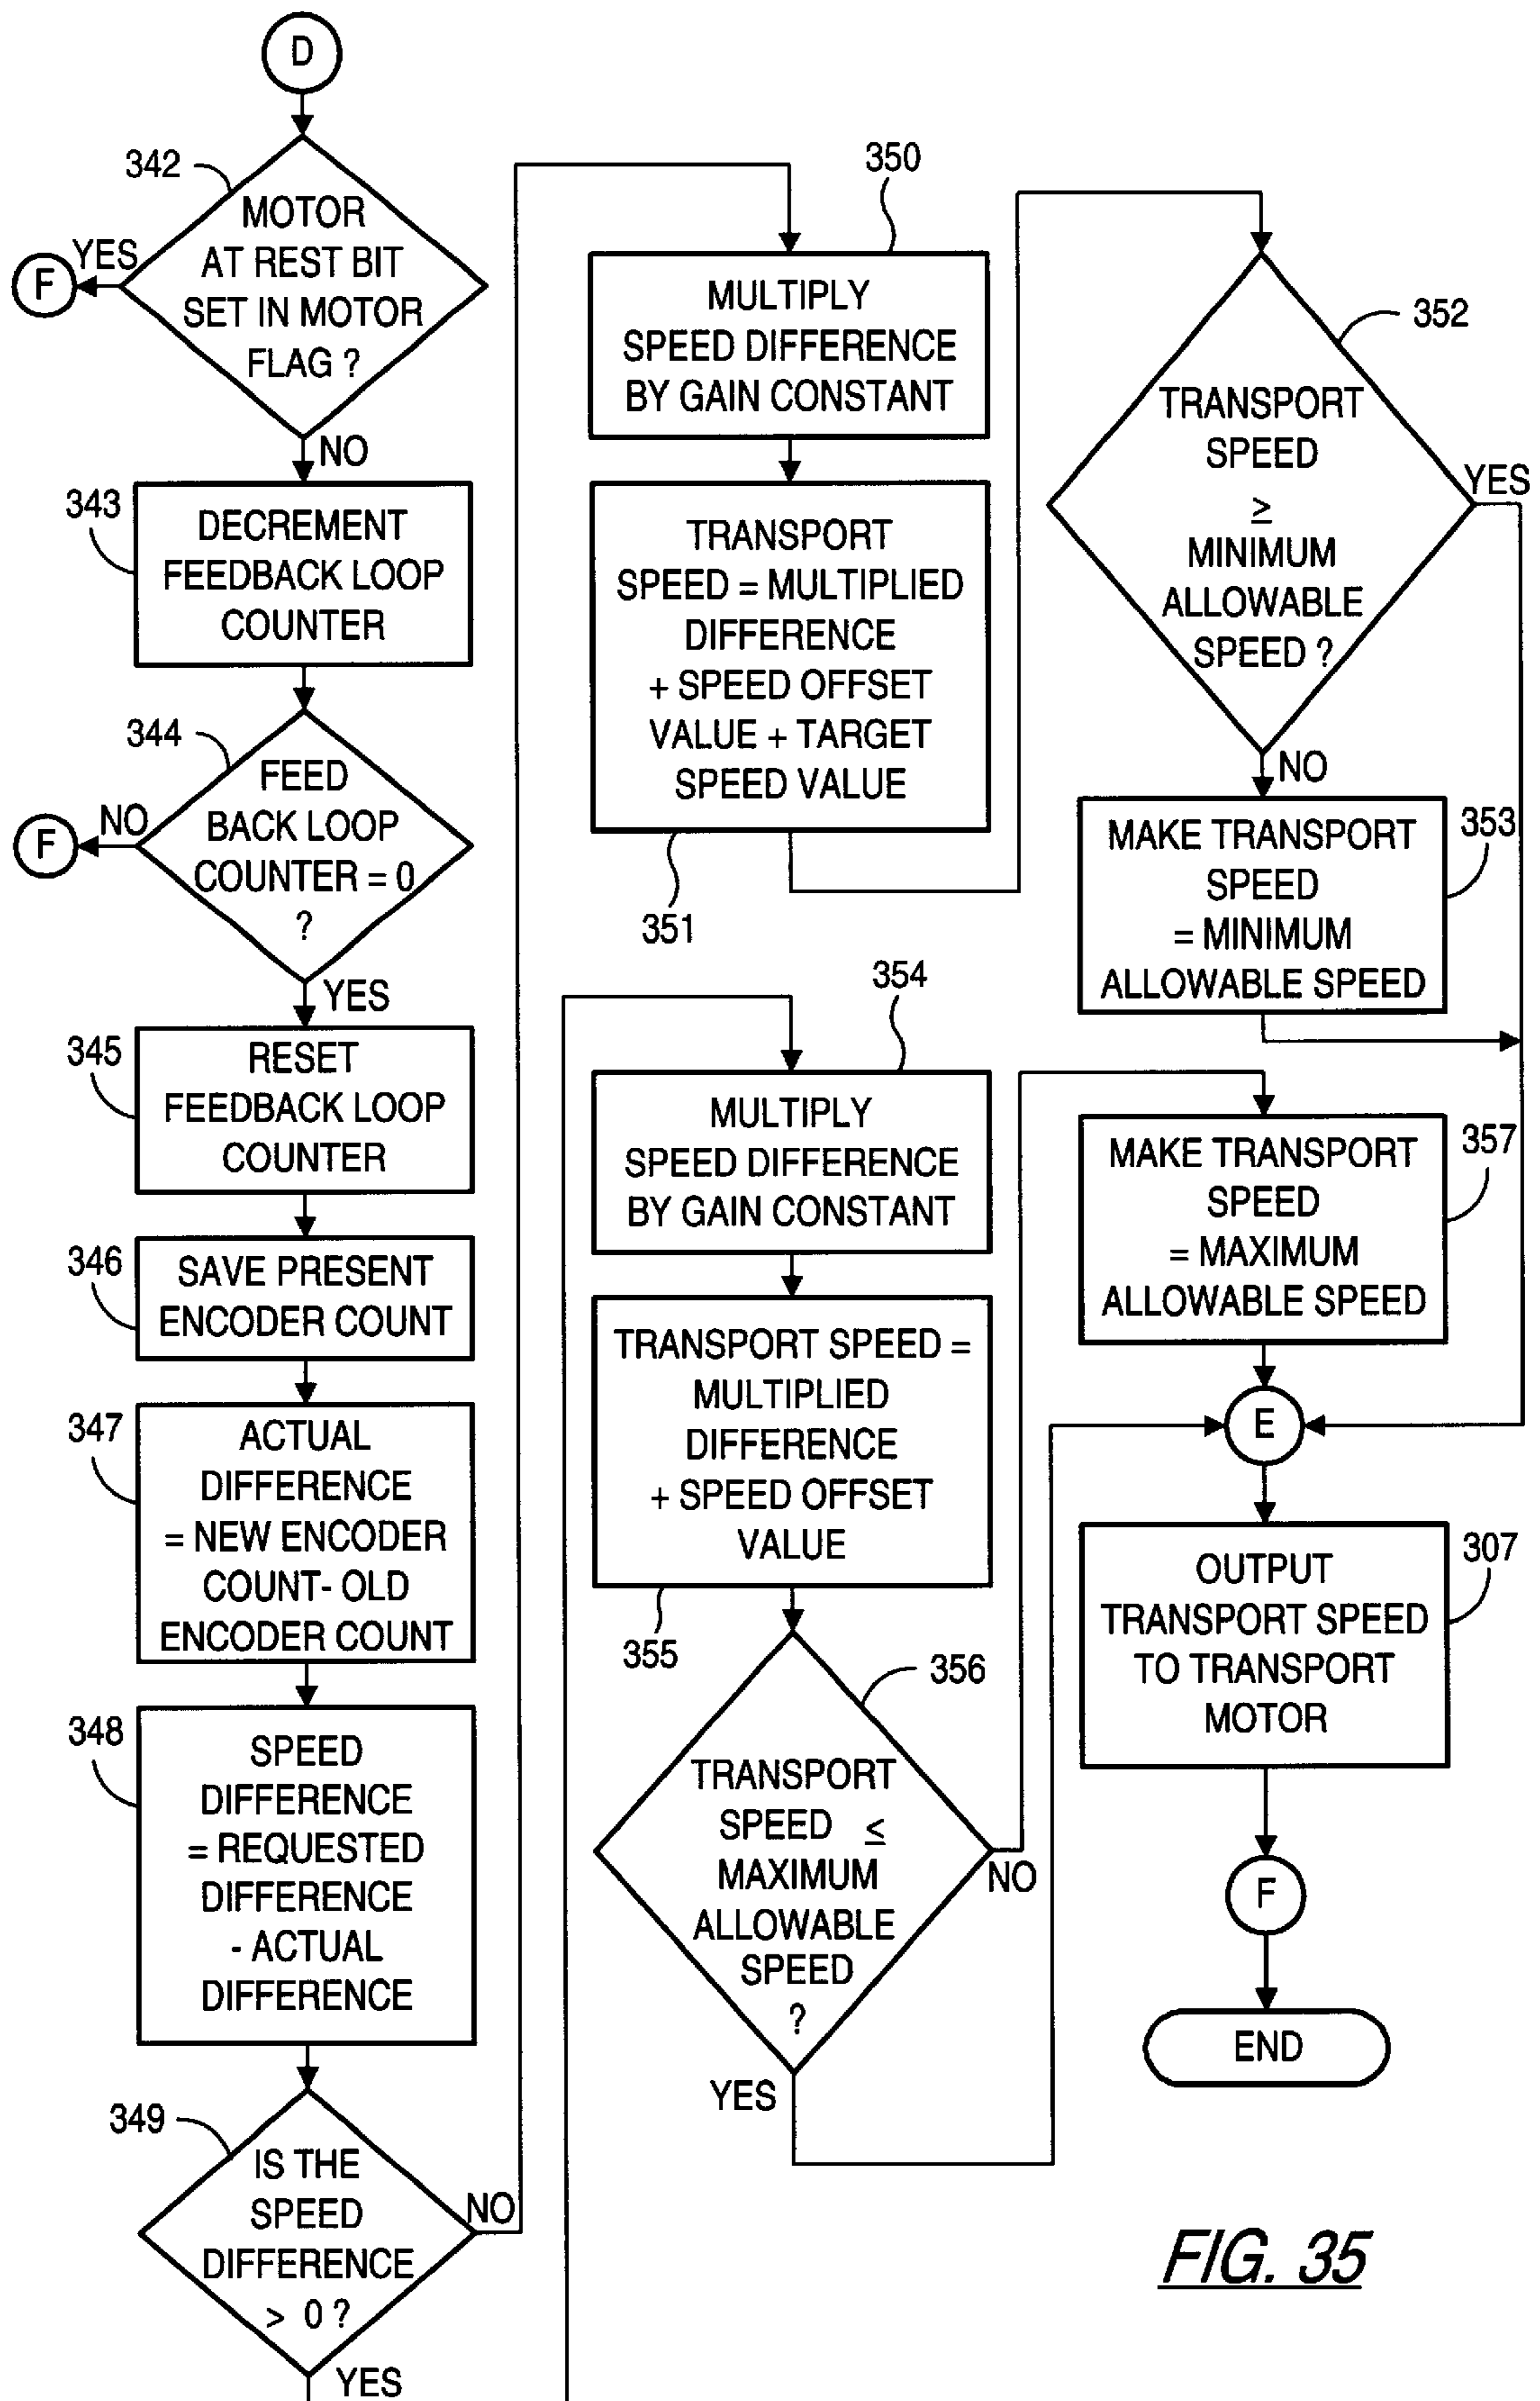 D
342
MOTOR
AT REST BIT
SET IN MOTOR
FLAG ?
YES
F
NO
343
DECREMENT
FEEDBACK LOOP
COUNTER
344
FEED
BACK LOOP
COUNTER = 0
?
NO
F
YES
345
RESET
FEEDBACK LOOP
COUNTER
346
SAVE PRESENT
ENCODER COUNT
347
ACTUAL
DIFFERENCE
= NEW ENCODER
COUNT- OLD
ENCODER COUNT
348
SPEED
DIFFERENCE
= REQUESTED
DIFFERENCE
- ACTUAL
DIFFERENCE
349
IS THE
SPEED
DIFFERENCE
> 0 ?
NO
YES
350
MULTIPLY
SPEED DIFFERENCE
BY GAIN CONSTANT
TRANSPORT
SPEED = MULTIPLIED
DIFFERENCE
+ SPEED OFFSET
VALUE + TARGET
SPEED VALUE
351
354
MULTIPLY
SPEED DIFFERENCE
BY GAIN CONSTANT
TRANSPORT SPEED =
MULTIPLIED
DIFFERENCE
+ SPEED OFFSET
VALUE
355
356
TRANSPORT
SPEED ≤
MAXIMUM
ALLOWABLE
SPEED
?
NO
YES
352
TRANSPORT
SPEED
≥
MINIMUM
ALLOWABLE
SPEED ?
YES
NO
353
MAKE TRANSPORT
SPEED
= MINIMUM
ALLOWABLE SPEED
357
MAKE TRANSPORT
SPEED
= MAXIMUM
ALLOWABLE SPEED
E
307
OUTPUT
TRANSPORT SPEED
TO TRANSPORT
MOTOR
F
END
FIG. 35